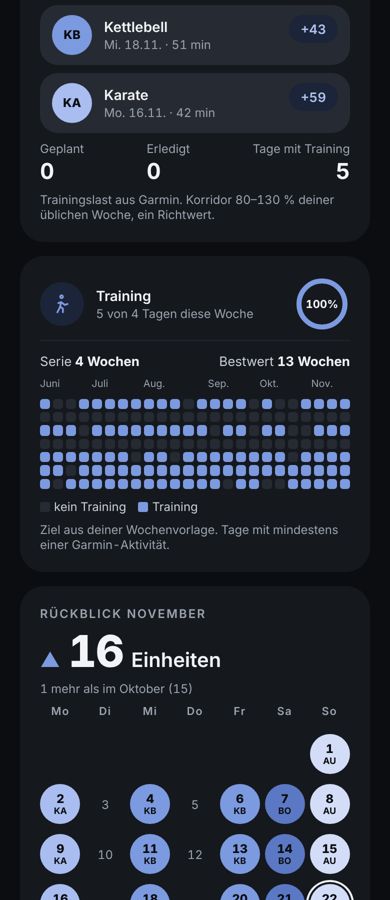 KB
Kettlebell
Mi. 18.11. · 51 min
+43
KA
Karate
Mo. 16.11. · 42 min
+59
Geplant Erledigt Tage mit Training
0 0 5
Trainingslast aus Garmin. Korridor 80–130 % deiner
üblichen Woche, ein Richtwert.
Training
5 von 4 Tagen diese Woche
100%
Serie 4 Wochen Bestwert 13 Wochen
Juni Juli Aug. Sep. Okt. Nov.
kein Training Training
Ziel aus deiner Wochenvorlage. Tage mit mindestens
einer Garmin-Aktivität.
RÜCKBLICK NOVEMBER
▲ 16 Einheiten
1 mehr als im Oktober (15)
Mo Di Mi Do Fr Sa So
1
AU
2 3 4 5 6 7 8
KA KB KB BO AU
9 10 11 12 13 14 15
KA KB KB BO AU
16 18 20 21 22